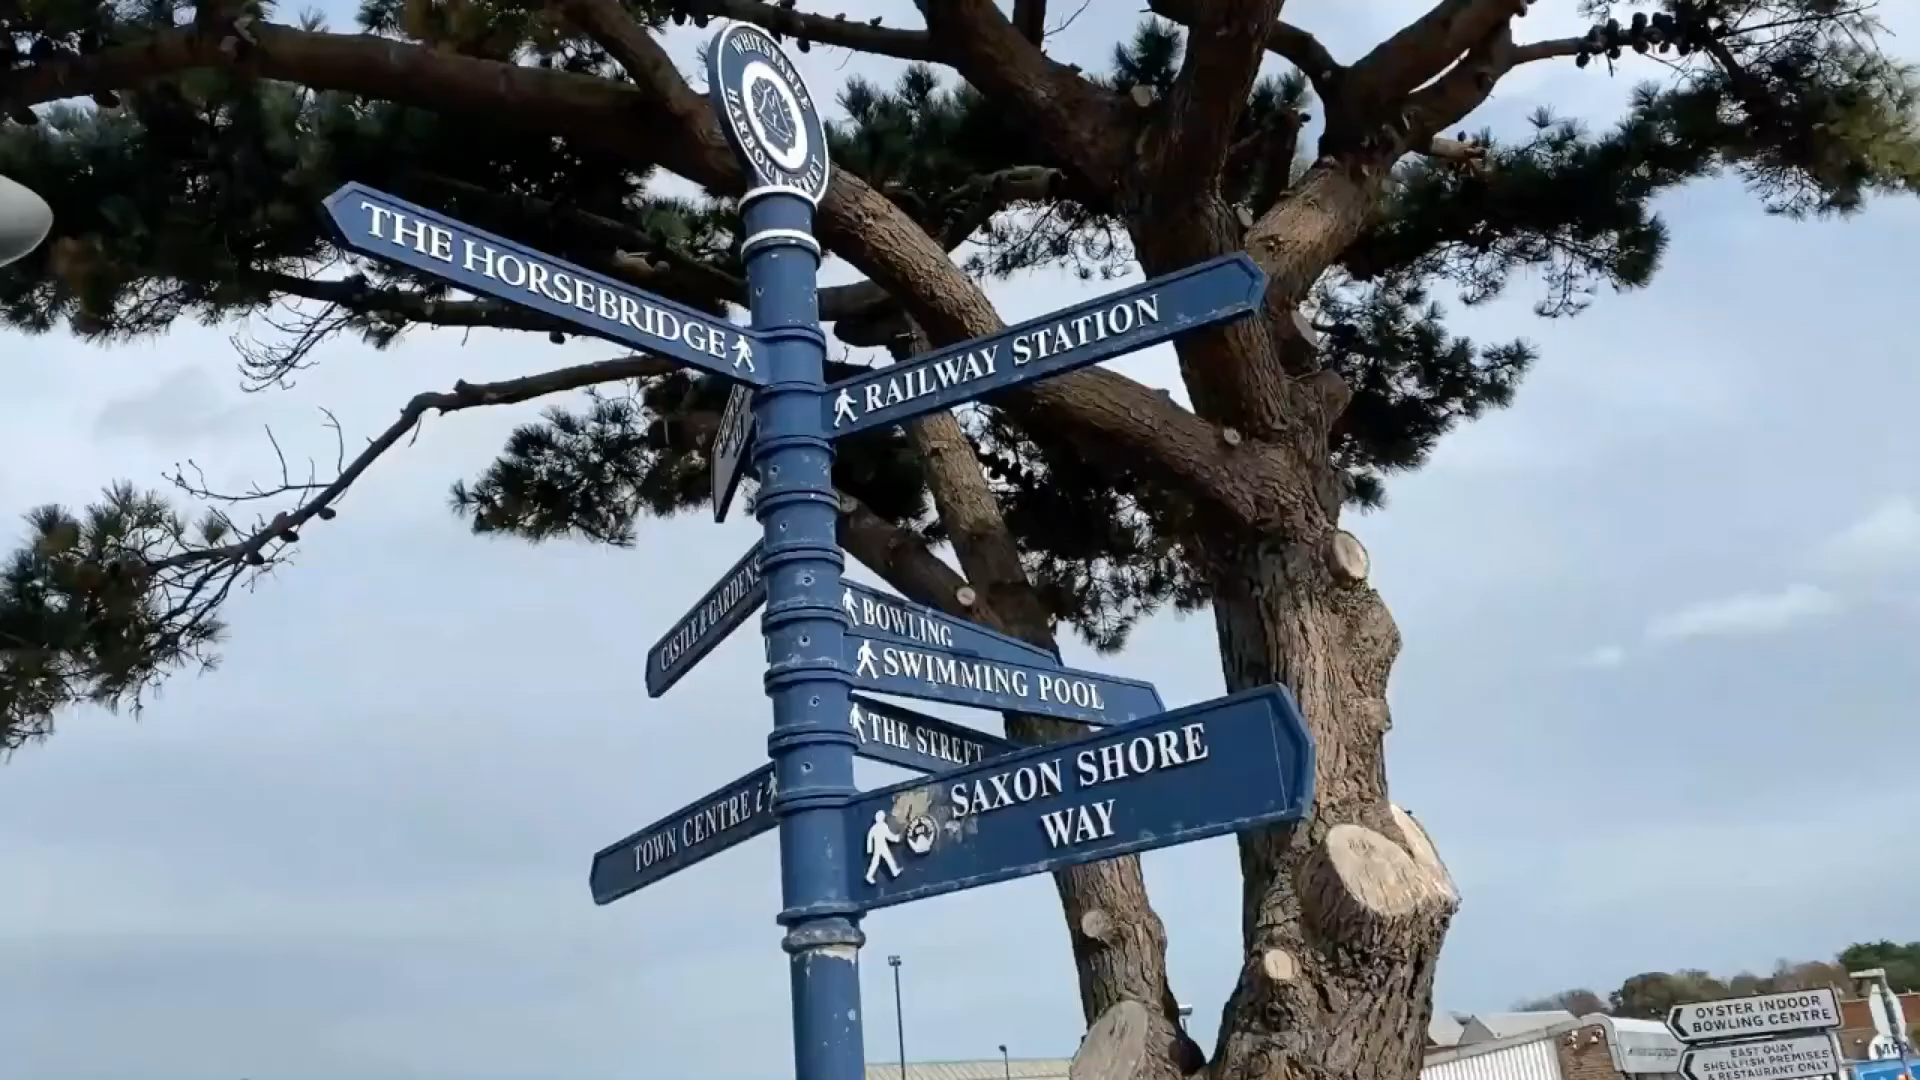 WHITSTABLE
HARBOUR STREET
THE HORSEBRIDGE
RAILWAY STATION
CASTLE & GARDENS
BOWLING
SWIMMING POOL
THE STREET
SAXON SHORE
WAY
TOWN CENTRE i
OYSTER INDOOR
BOWLING CENTRE
EAST QUAY
SHELLFISH PREMISES
& RESTAURANT ONLY